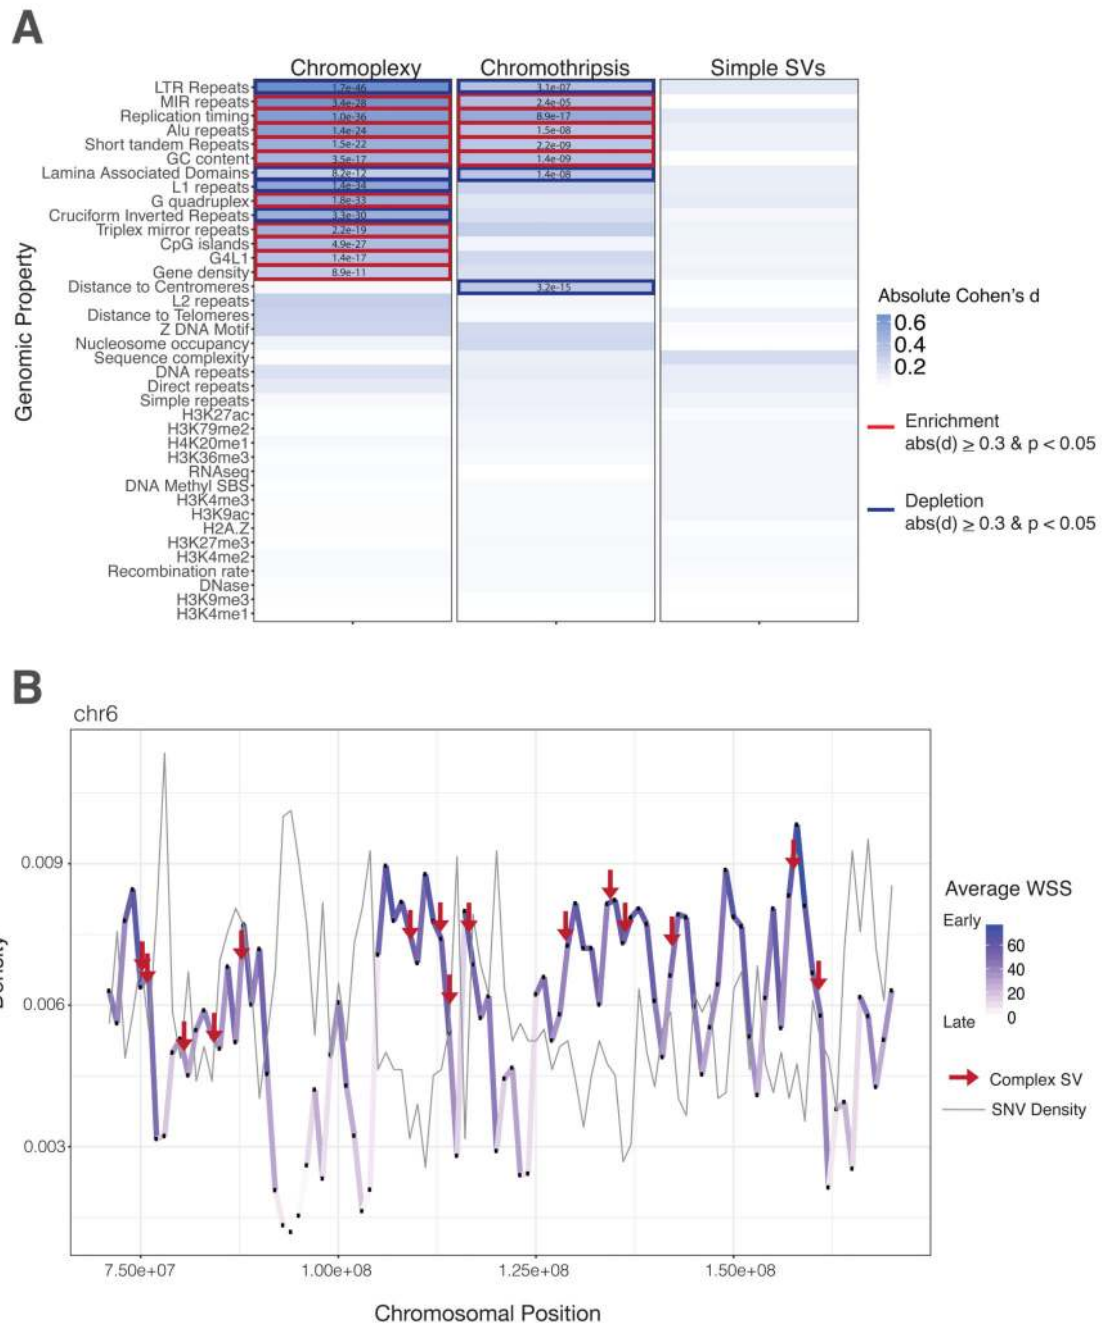 A
Chromoplexy Chromothripsis Simple SVs
LTR Repeats 1.7e-46 3.1e-07
MIR repeats 3.4e-28 2.4e-05
Replication timing 1.0e-36 8.9e-17
Alu repeats 1.4e-24 1.5e-08
Short tandem Repeats 1.5e-22 2.2e-09
GC content 3.5e-17 1.4e-09
Lamina Associated Domains 8.2e-12 1.4e-08
L1 repeats 1.4e-34
G quadruplex 1.8e-33
Cruciform Inverted Repeats 3.3e-30
Triplex mirror repeats 2.2e-19
CpG islands 4.9e-27
G4L1 1.4e-17
Gene density 8.9e-11
Distance to Centromeres 3.2e-15
L2 repeats
Distance to Telomeres
Z DNA Motif
Nucleosome occupancy
Sequence complexity
DNA repeats
Direct repeats
Simple repeats
H3K27ac
H3K79me2
H4K20me1
H3K36me3
RNAseq
DNA Methyl SBS
H3K4me3
H3K9ac
H2A.Z
H3K27me3
H3K4me2
Recombination rate
DNase
H3K9me3
H3K4me1
Genomic Property
Absolute Cohen's d
0.6
0.4
0.2
Enrichment
abs(d) ≥ 0.3 & p < 0.05
Depletion
abs(d) ≥ 0.3 & p < 0.05
B
chr6
0.009
0.006
0.003
7.50e+07 1.00e+08 1.25e+08 1.50e+08
Chromosomal Position
Average WSS
Early
60
40
20
0
Late
Complex SV
SNV Density